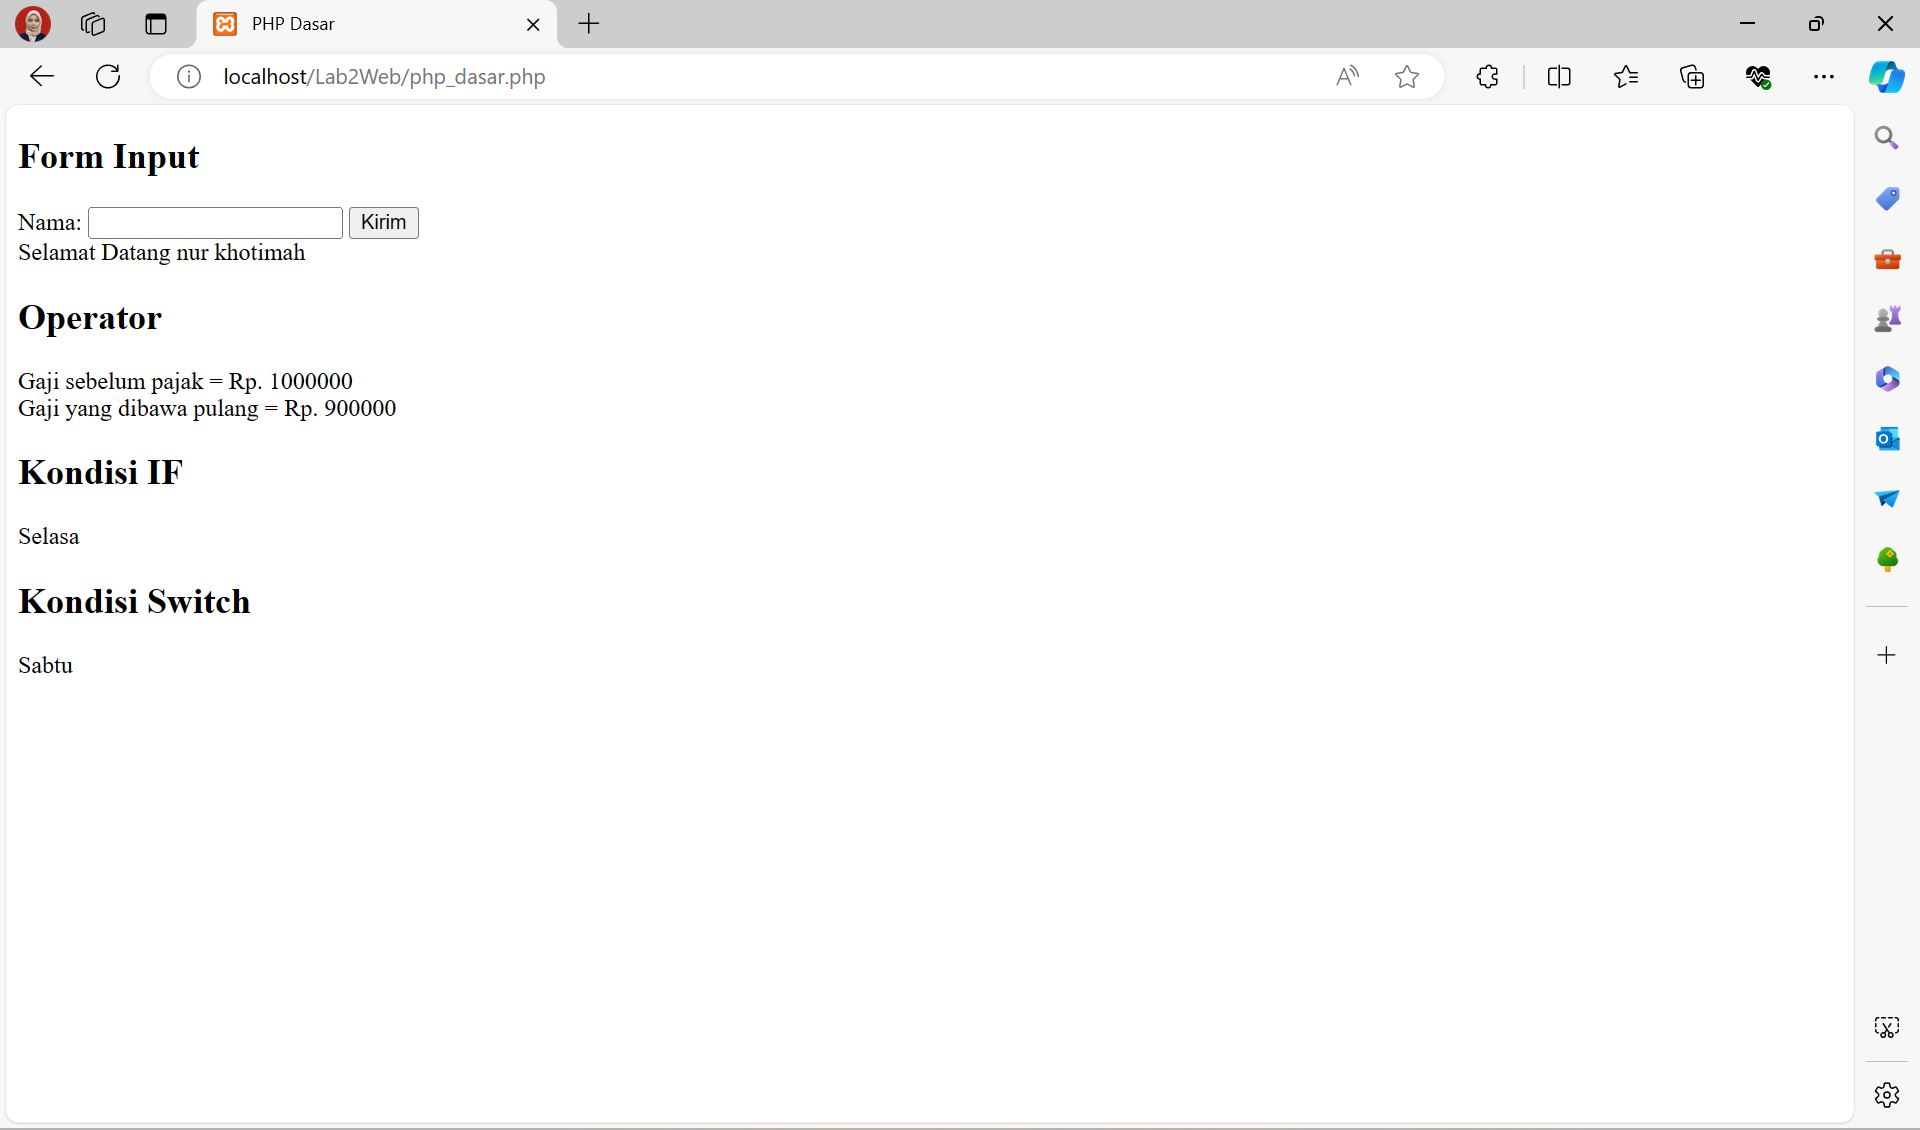 PHP Dasar
localhost/Lab2Web/php_dasar.php
Form Input
Nama: Kirim
Selamat Datang nur khotimah
Operator
Gaji sebelum pajak = Rp. 1000000
Gaji yang dibawa pulang = Rp. 900000
Kondisi IF
Selasa
Kondisi Switch
Sabtu